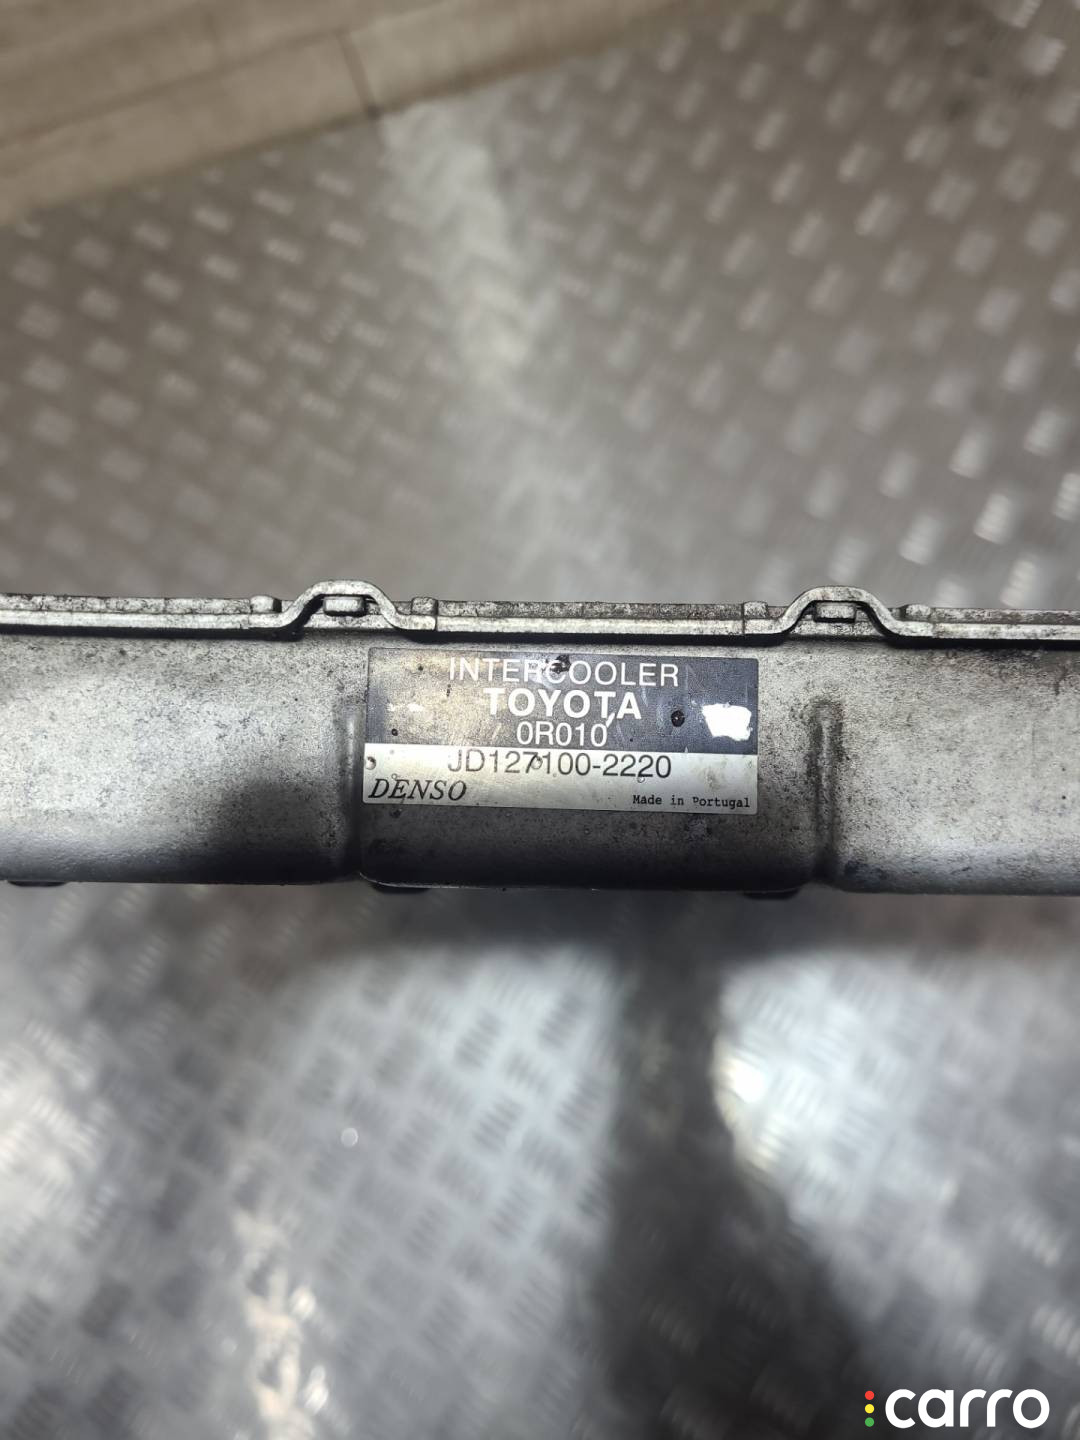 INTERCOOLER
TOYOTA
0R010
JD127100-2220
DENSO
Made in Portugal
carro